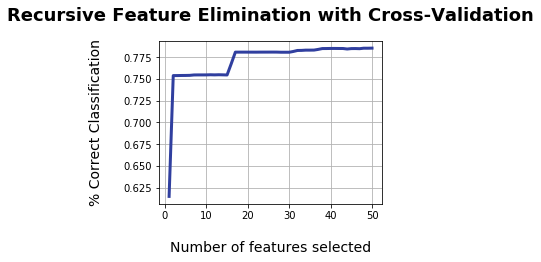 Recursive Feature Elimination with Cross-Validation
% Correct Classification
0.775
0.750
0.725
0.700
0.675
0.650
0.625
0 10 20 30 40 50
Number of features selected